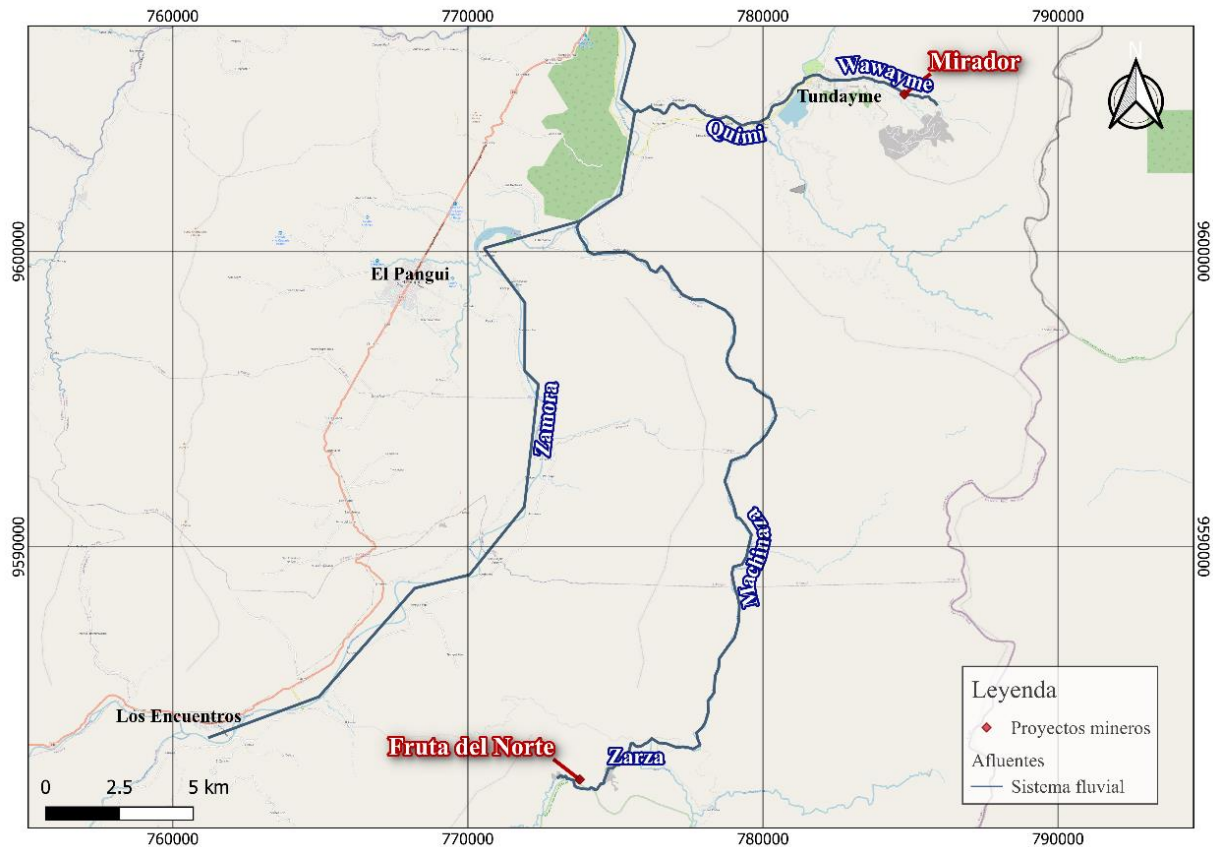 760000
770000
780000
790000
N
Wawayme
Mirador
Tundayme
Quimi
9600000
9600000
El Pangui
Zamora
9590000
9590000
Machinaza
Los Encuentros
Fruta del Norte
Zarza
Leyenda
Proyectos mineros
Afluentes
Sistema fluvial
0 2.5 5 km
760000
770000
780000
790000